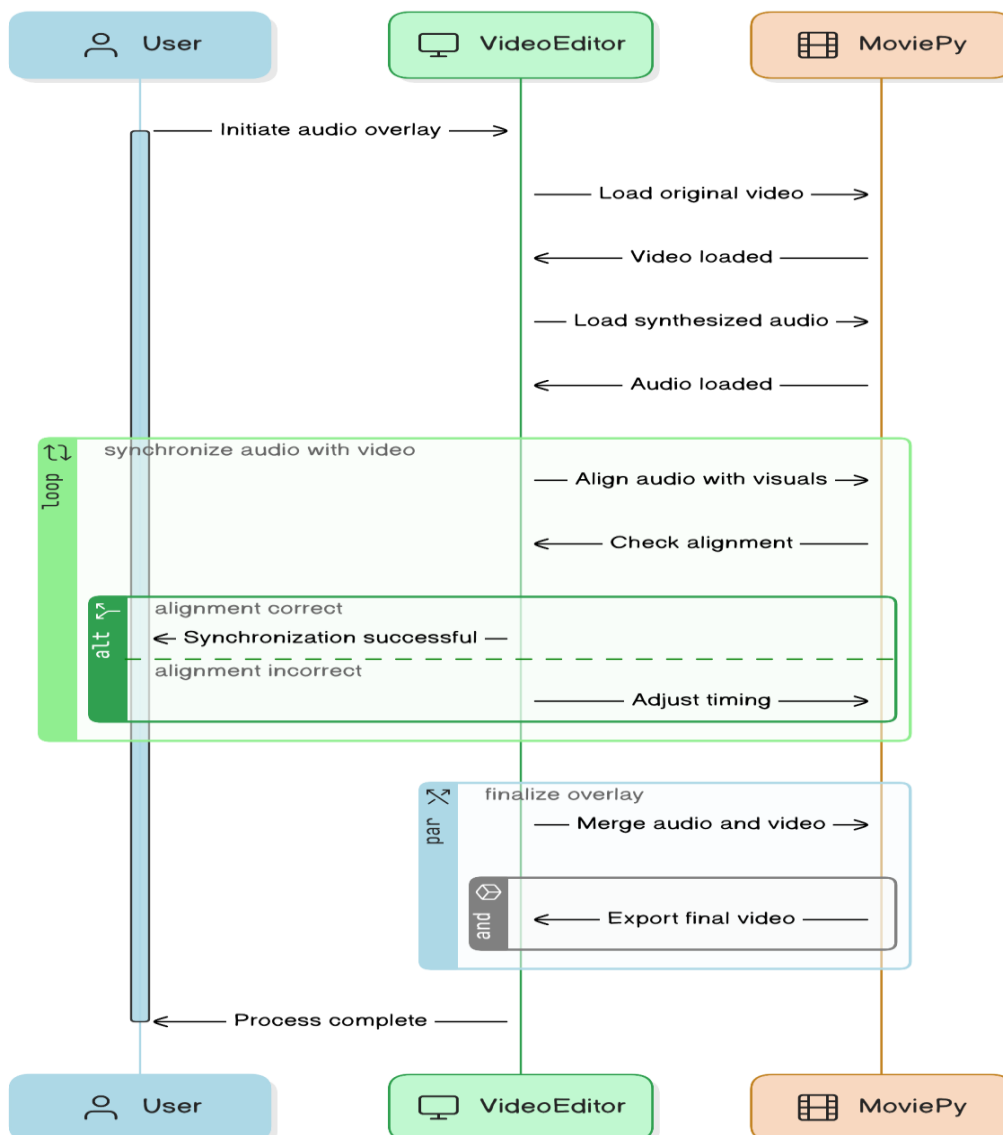 User
VideoEditor
MoviePy
Initiate audio overlay
Load original video
Video loaded
Load synthesized audio
Audio loaded
loop
synchronize audio with video
Align audio with visuals
Check alignment
alt
alignment correct
Synchronization successful
alignment incorrect
Adjust timing
par
finalize overlay
Merge audio and video
and
Export final video
Process complete
User
VideoEditor
MoviePy